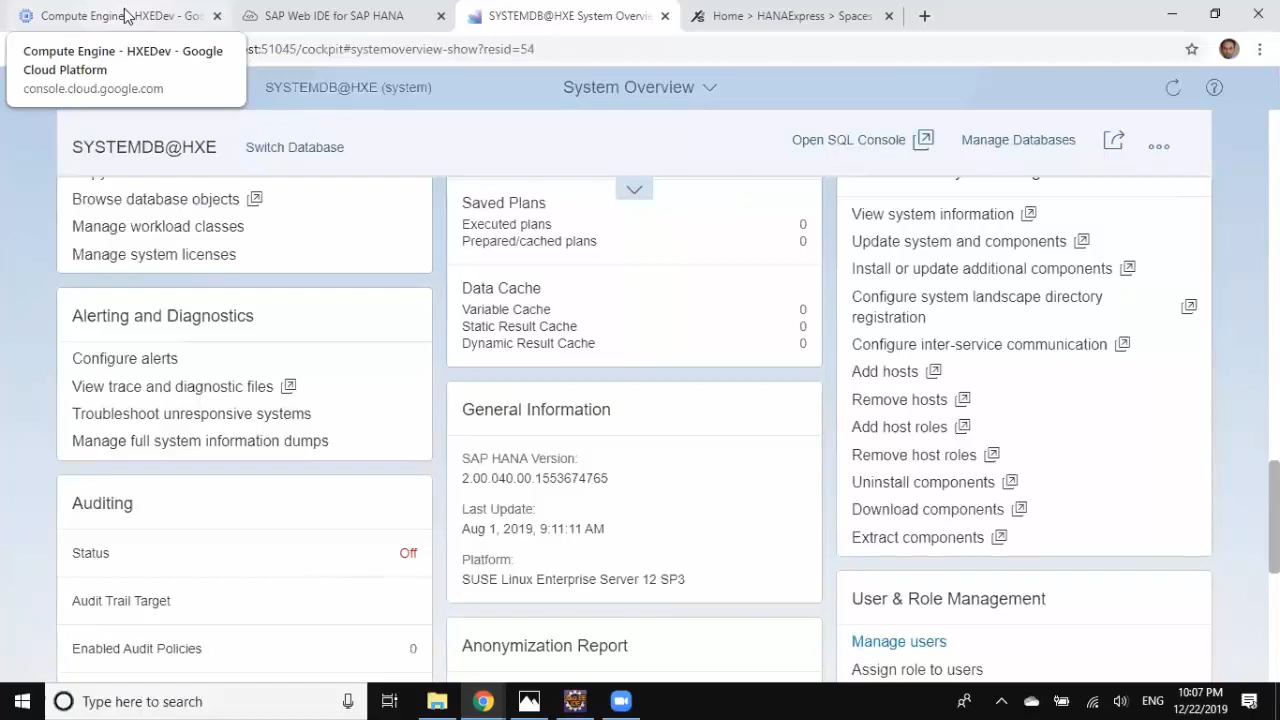 Compute Engine - HXEDev - Goo
SAP Web IDE for SAP HANA
SYSTEMDB@HXE System Overvie
Home > HANAExpress > Spaces
Compute Engine - HXEDev - Google
Cloud Platform
console.cloud.google.com
est:51045/cockpit#systemoverview-show?resid=54
SYSTEMDB@HXE (system)
System Overview
SYSTEMDB@HXE
Switch Database
Open SQL Console
Manage Databases
Browse database objects
Manage workload classes
Manage system licenses
Alerting and Diagnostics
Configure alerts
View trace and diagnostic files
Troubleshoot unresponsive systems
Manage full system information dumps
Auditing
Status Off
Audit Trail Target
Enabled Audit Policies 0
Saved Plans
Executed plans 0
Prepared/cached plans 0
Data Cache
Variable Cache 0
Static Result Cache 0
Dynamic Result Cache 0
General Information
SAP HANA Version:
2.00.040.00.1553674765
Last Update:
Aug 1, 2019, 9:11:11 AM
Platform:
SUSE Linux Enterprise Server 12 SP3
Anonymization Report
View system information
Update system and components
Install or update additional components
Configure system landscape directory
registration
Configure inter-service communication
Add hosts
Remove hosts
Add host roles
Remove host roles
Uninstall components
Download components
Extract components
User & Role Management
Manage users
Assign role to users
Type here to search
ENG
10:07 PM
12/22/2019